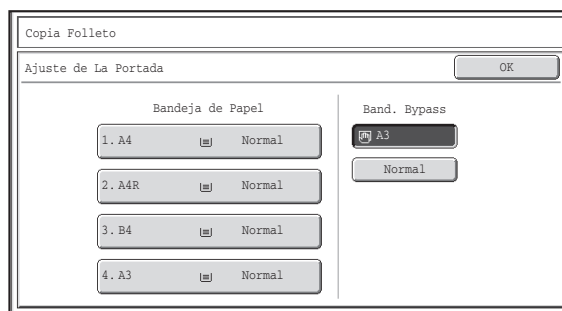 Copia Folleto
Ajuste de La Portada
OK
Bandeja de Papel
1. A4 Normal
2. A4R Normal
3. B4 Normal
4. A3 Normal
Band. Bypass
A3
Normal